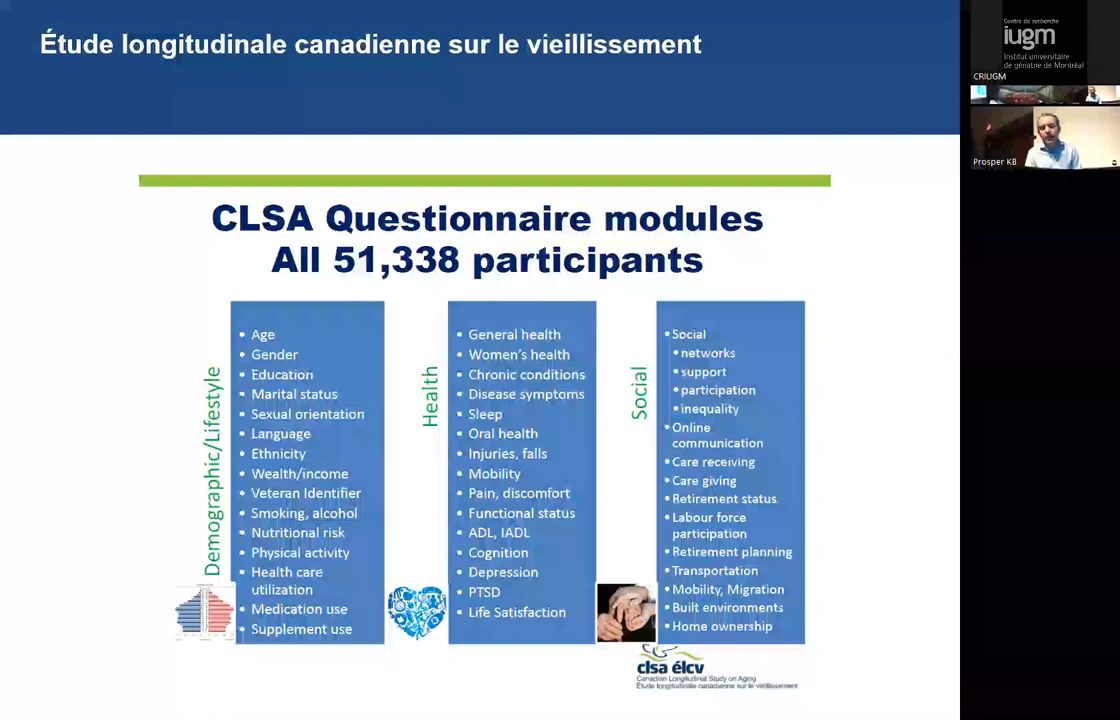 Étude longitudinale canadienne sur le vieillissement
CLSA Questionnaire modules
All 51,338 participants
Demographic/Lifestyle
• Age
• Gender
• Education
• Marital status
• Sexual orientation
• Language
• Ethnicity
• Wealth/income
• Veteran Identifier
• Smoking, alcohol
• Nutritional risk
• Physical activity
• Health care
utilization
• Medication use
• Supplement use
Health
• General health
• Women's health
• Chronic conditions
• Disease symptoms
• Sleep
• Oral health
• Injuries, falls
• Mobility
• Pain, discomfort
• Functional status
• ADL, IADL
• Cognition
• Depression
• PTSD
• Life Satisfaction
Social
• Social
• networks
• support
• participation
• inequality
• Online
communication
• Care receiving
• Care giving
• Retirement status
• Labour force
participation
• Retirement planning
• Transportation
• Mobility, Migration
• Built environments
• Home ownership
clsa élcv
Canadian Longitudinal Study on Aging
Étude longitudinale canadienne sur le vieillissement
Centre de recherche
iugm
Institut universitaire
de gériatrie de Montréal
CRIUGM
Prosper KB